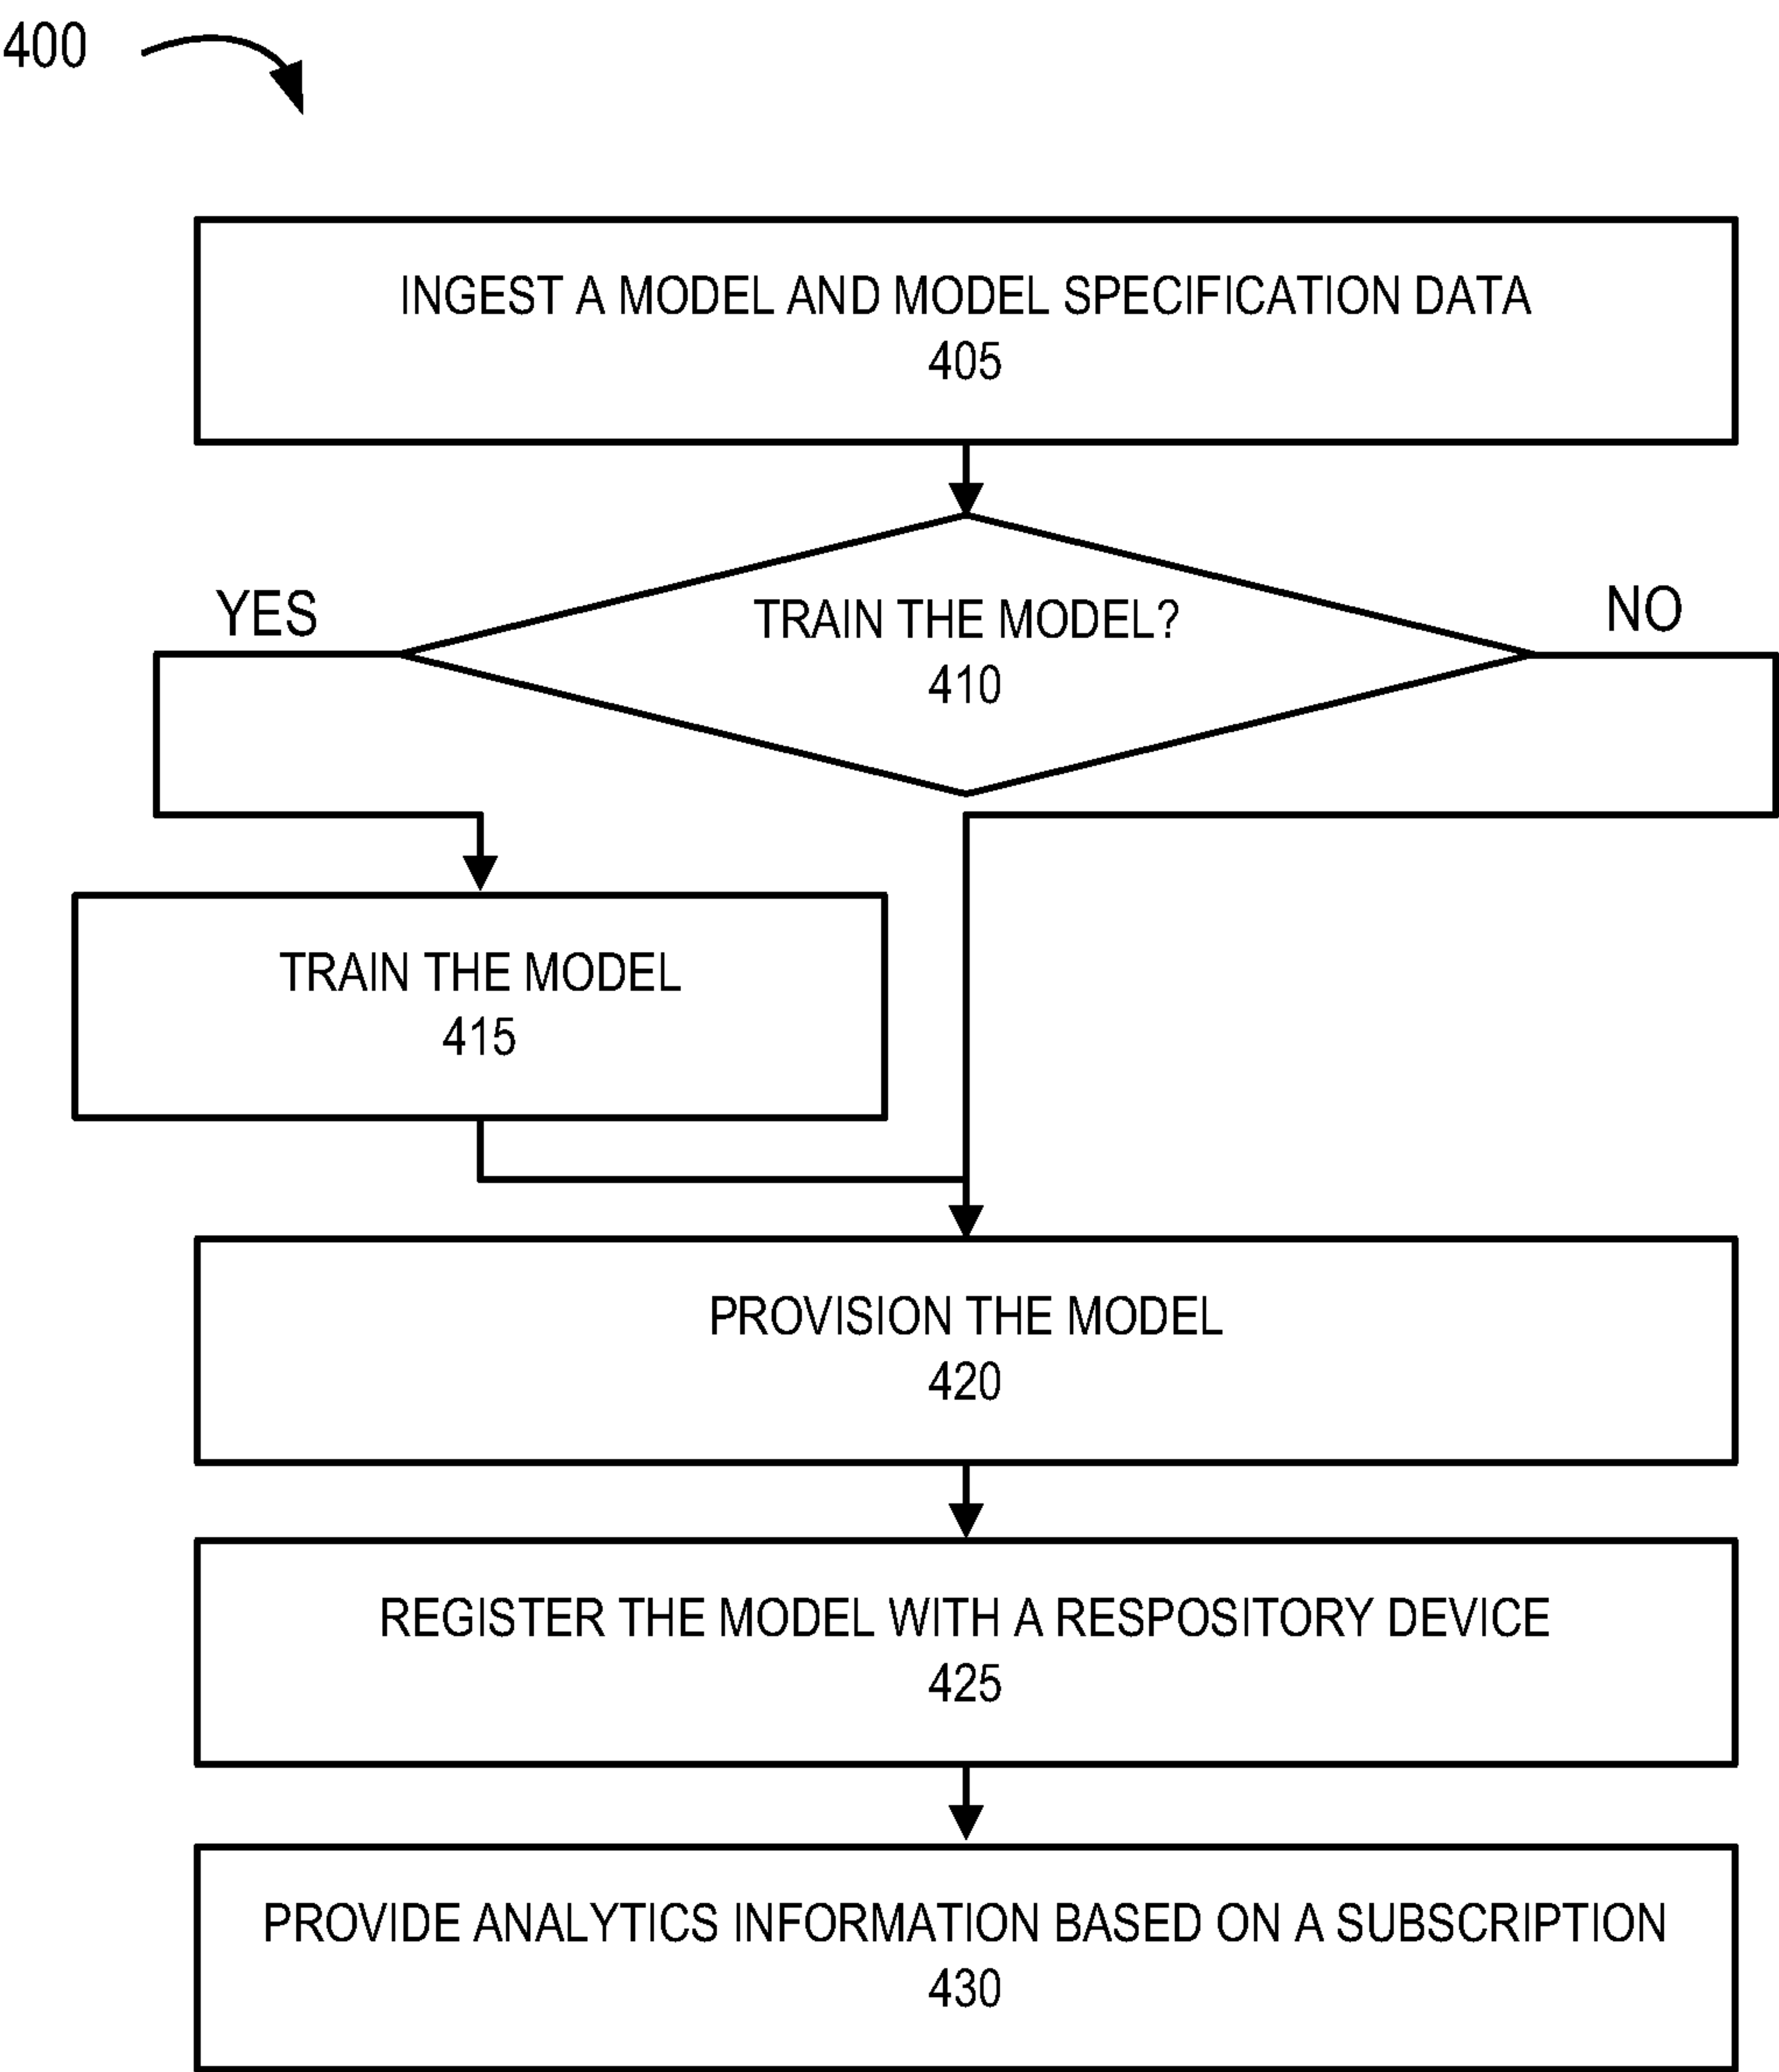 400
INGEST A MODEL AND MODEL SPECIFICATION DATA
405
TRAIN THE MODEL?
410
YES
NO
TRAIN THE MODEL
415
PROVISION THE MODEL
420
REGISTER THE MODEL WITH A RESPOSITORY DEVICE
425
PROVIDE ANALYTICS INFORMATION BASED ON A SUBSCRIPTION
430